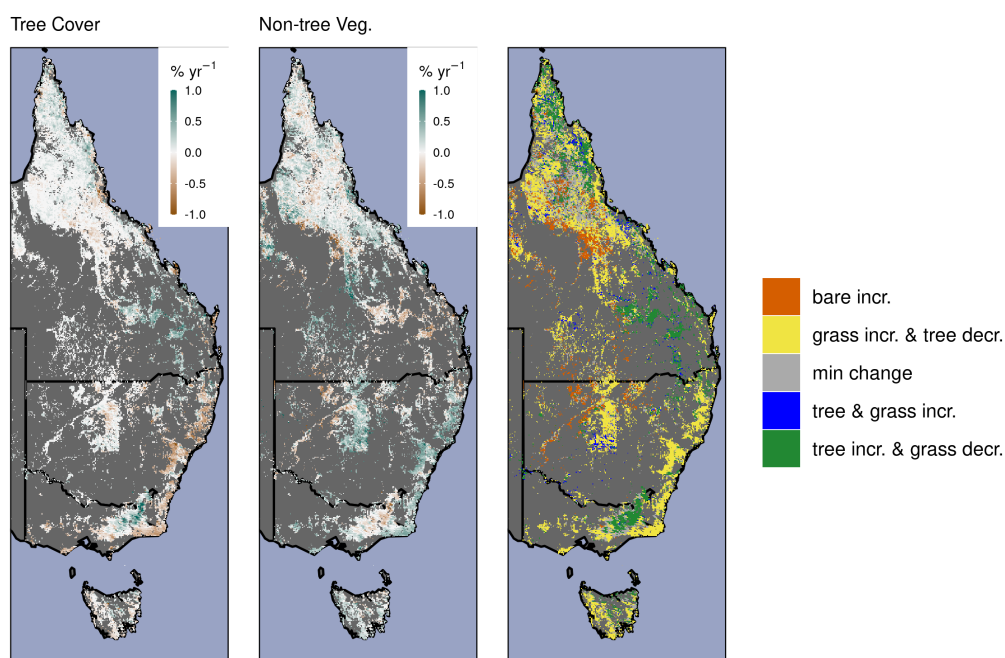 Tree Cover
Non-tree Veg.
% yr⁻¹
1.0
0.5
0.0
-0.5
-1.0
% yr⁻¹
1.0
0.5
0.0
-0.5
-1.0
bare incr.
grass incr. & tree decr.
min change
tree & grass incr.
tree incr. & grass decr.